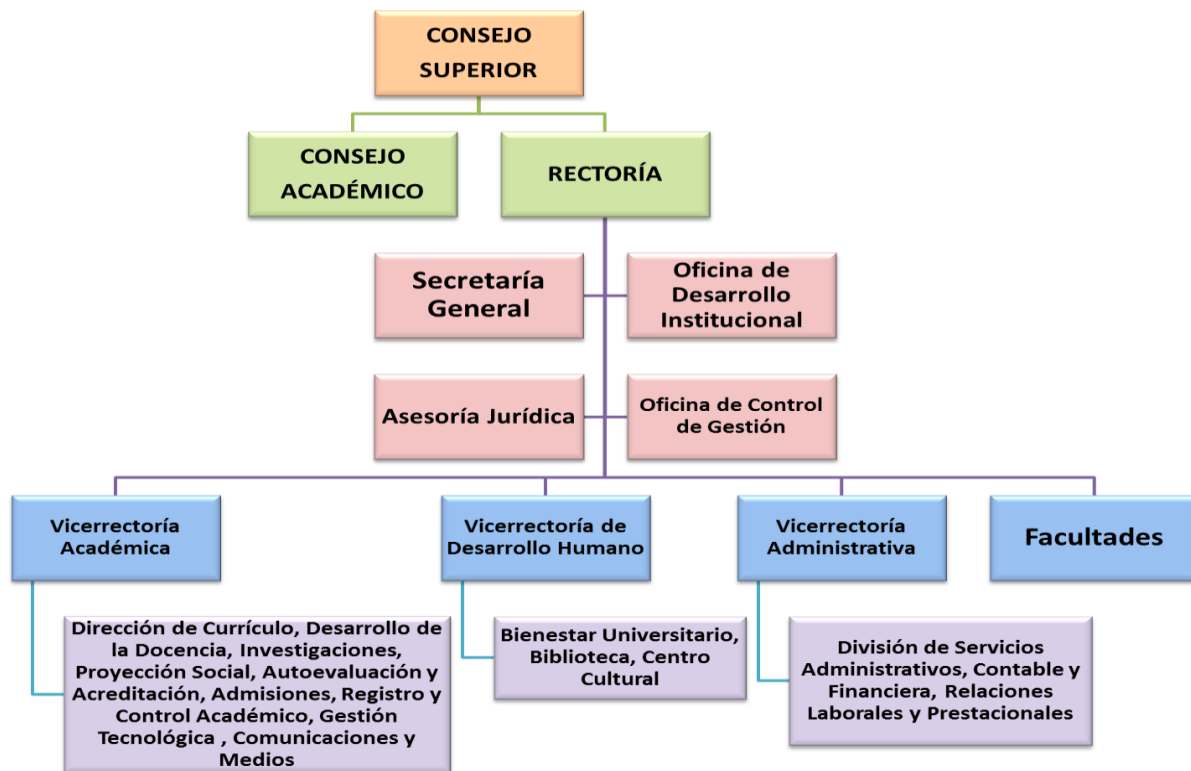 CONSEJO
SUPERIOR
CONSEJO
ACADÉMICO
RECTORÍA
Secretaría
General
Oficina de
Desarrollo
Institucional
Asesoría Jurídica
Oficina de Control
de Gestión
Vicerrectoría
Académica
Vicerrectoría de
Desarrollo Humano
Vicerrectoría
Administrativa
Facultades
Dirección de Currículo, Desarrollo de
la Docencia, Investigaciones,
Proyección Social, Autoevaluación y
Acreditación, Admisiones, Registro y
Control Académico, Gestión
Tecnológica , Comunicaciones y
Medios
Bienestar Universitario,
Biblioteca, Centro
Cultural
División de Servicios
Administrativos, Contable y
Financiera, Relaciones
Laborales y Prestacionales